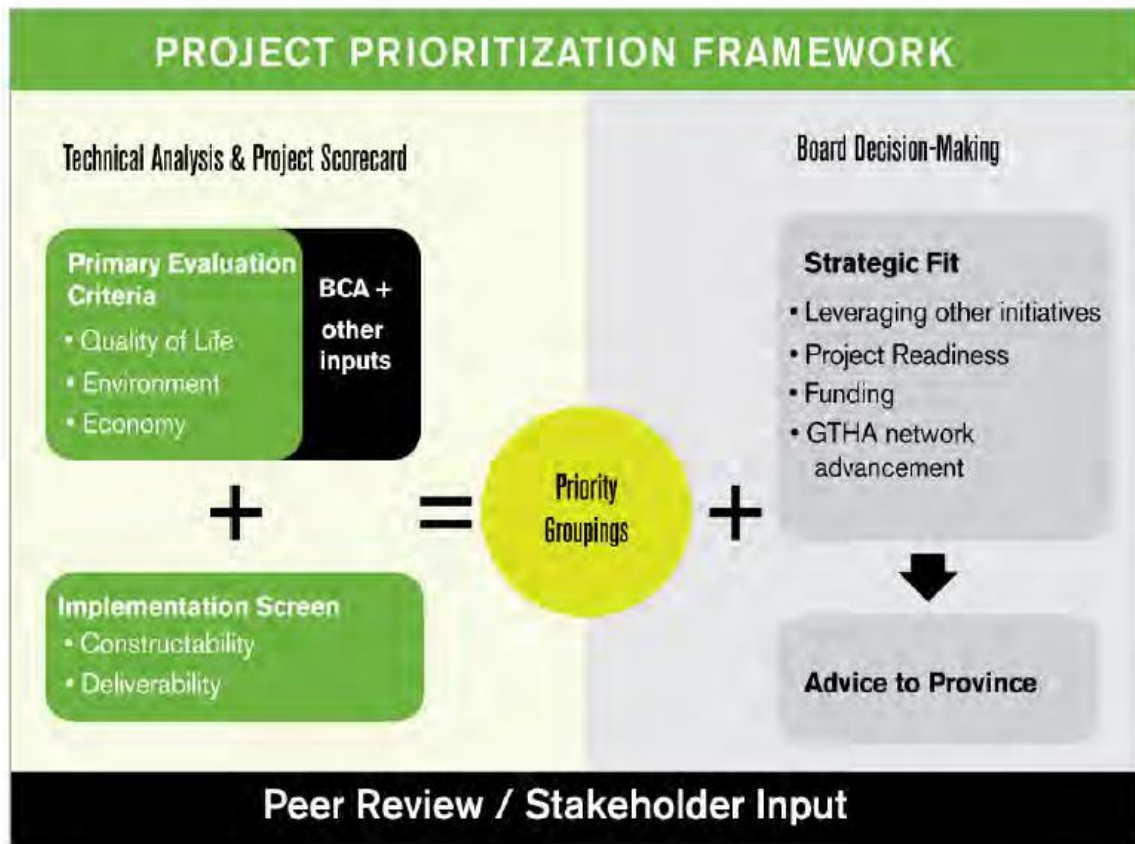 PROJECT PRIORITIZATION FRAMEWORK
Technical Analysis & Project Scorecard
Primary Evaluation
Criteria
• Quality of Life
• Environment
• Economy
BCA +
other
inputs
+
Implementation Screen
• Constructability
• Deliverability
=
Priority
Groupings
+
Board Decision-Making
Strategic Fit
• Leveraging other initiatives
• Project Readiness
• Funding
• GTHA network
advancement
Advice to Province
Peer Review / Stakeholder Input